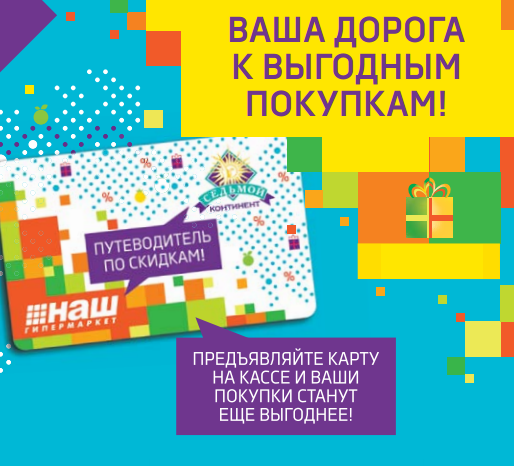 ВАША ДОРОГА
К ВЫГОДНЫМ
ПОКУПКАМ!
СЕДЬМОЙ
КОНТИНЕНТ
ПУТЕВОДИТЕЛЬ
ПО СКИДКАМ!
НАШ
ГИПЕРМАРКЕТ
ПРЕДЪЯВЛЯЙТЕ КАРТУ
НА КАССЕ И ВАШИ
ПОКУПКИ СТАНУТ
ЕЩЕ ВЫГОДНЕЕ!